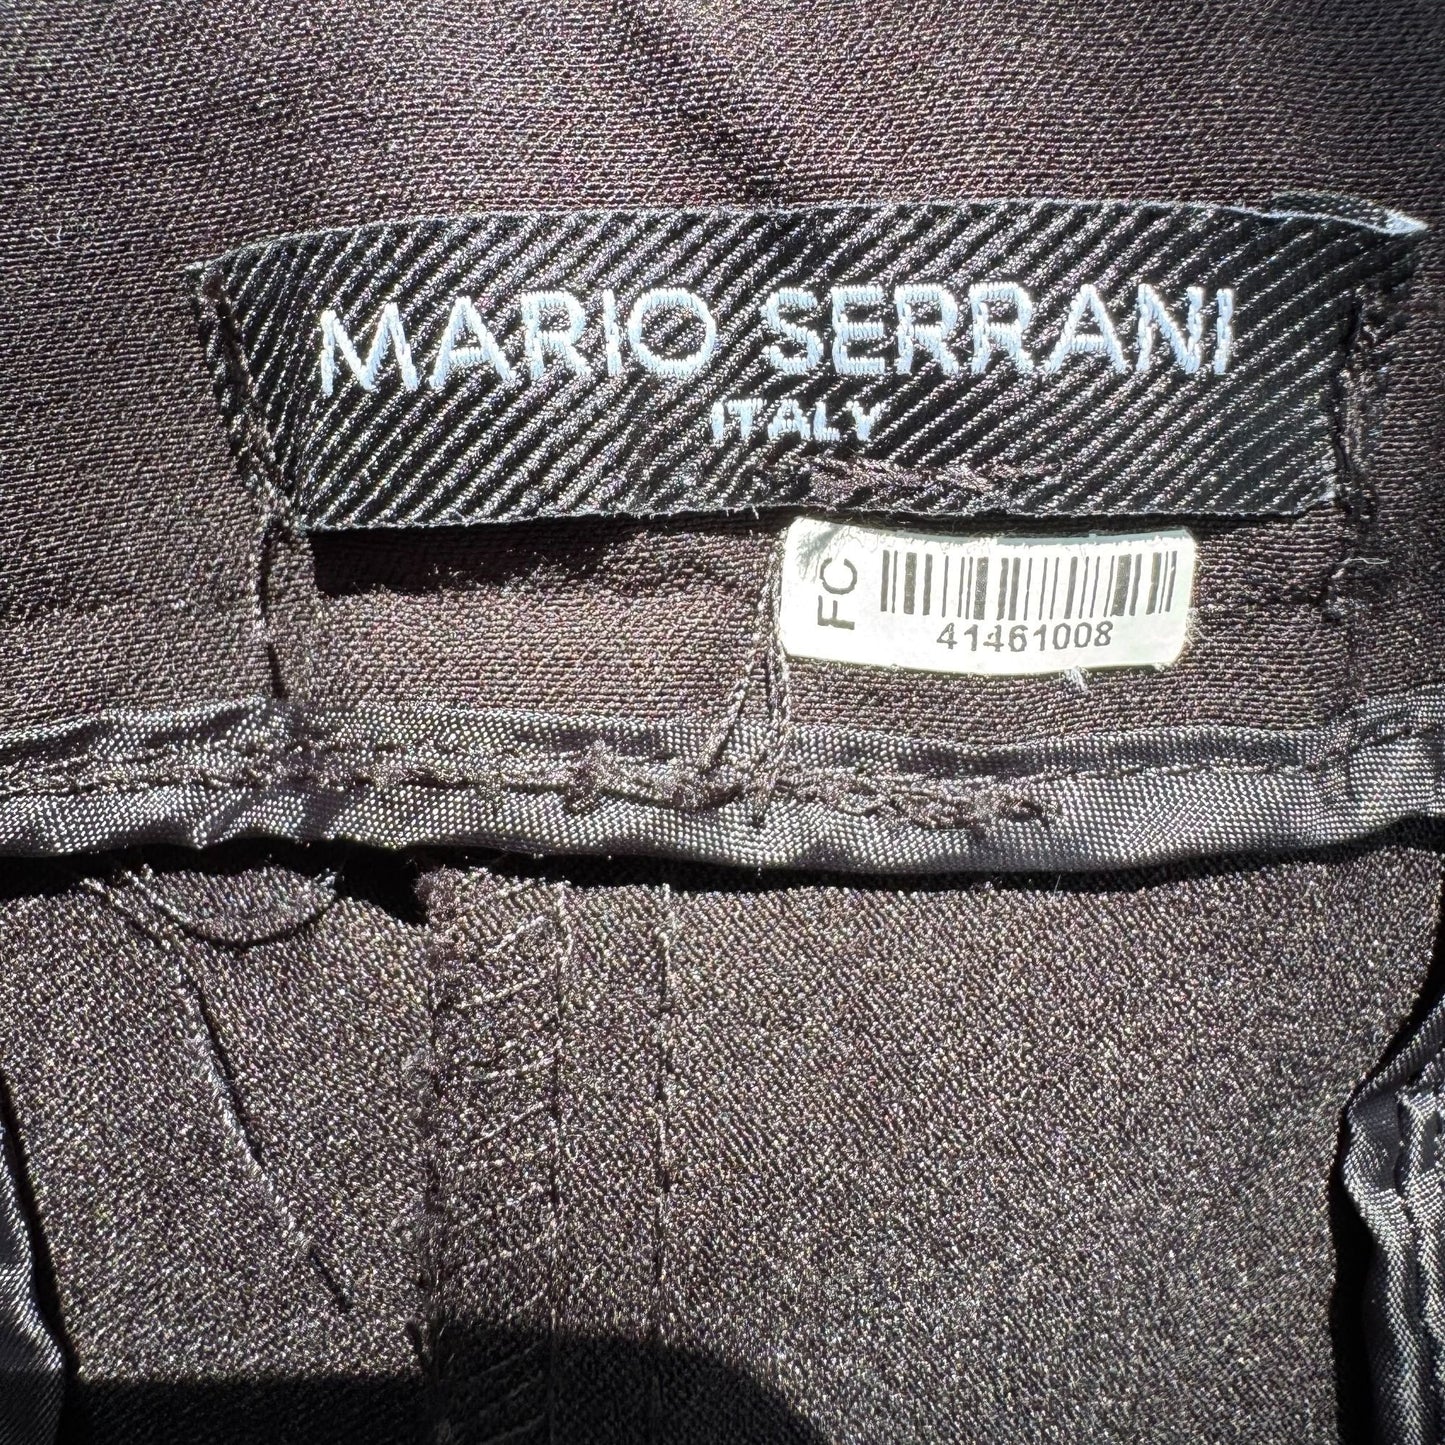 MARIO SERRANI
ITALY
FC
41461008